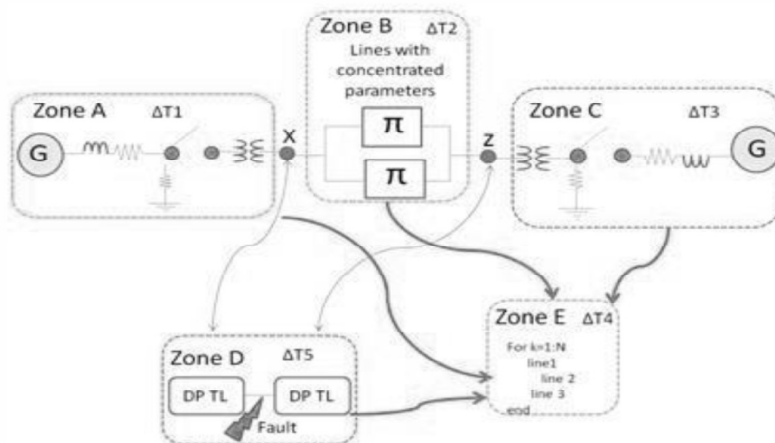 Zone A ΔT1
G
X
Zone B ΔT2
Lines with
concentrated
parameters
π
π
Z
Zone C ΔT3
G
Zone D ΔT5
DP TL
DP TL
Fault
Zone E ΔT4
For k=1:N
line1
line 2
line 3
end